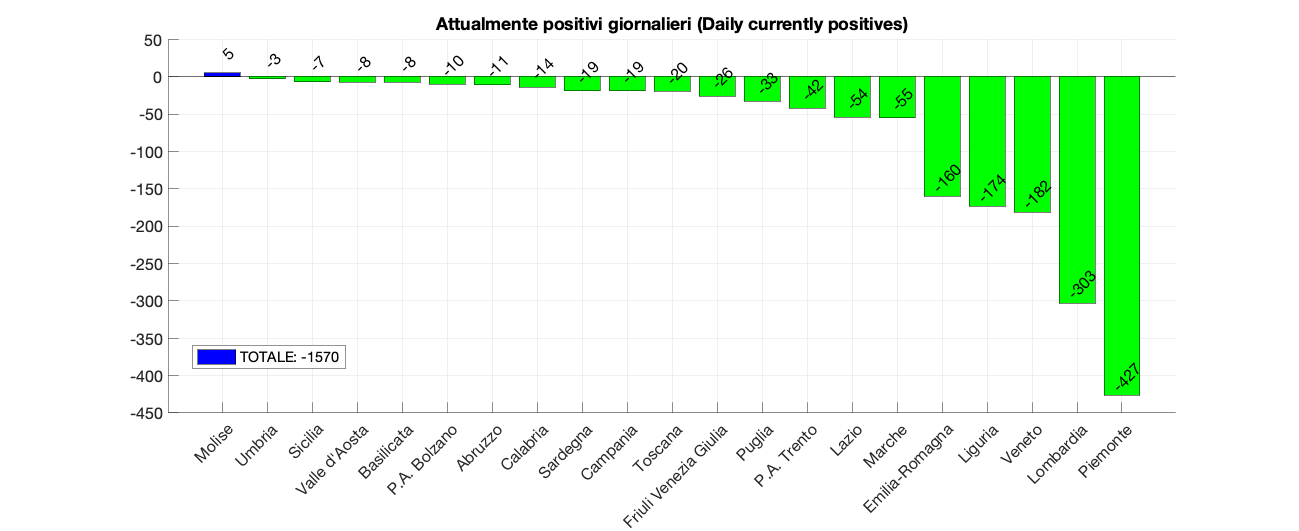 Attualmente positivi giornalieri (Daily currently positives)
50
0
-50
-100
-150
-200
-250
-300
-350
-400
-450
5
-3
-7
-8
-8
-10
-11
-14
-19
-19
-20
-26
-33
-42
-54
-55
-160
-174
-182
-303
-427
TOTALE: -1570
Molise
Umbria
Sicilia
Valle d'Aosta
Basilicata
P.A. Bolzano
Abruzzo
Calabria
Sardegna
Campania
Toscana
Friuli Venezia Giulia
Puglia
P.A. Trento
Lazio
Marche
Emilia-Romagna
Liguria
Veneto
Lombardia
Piemonte